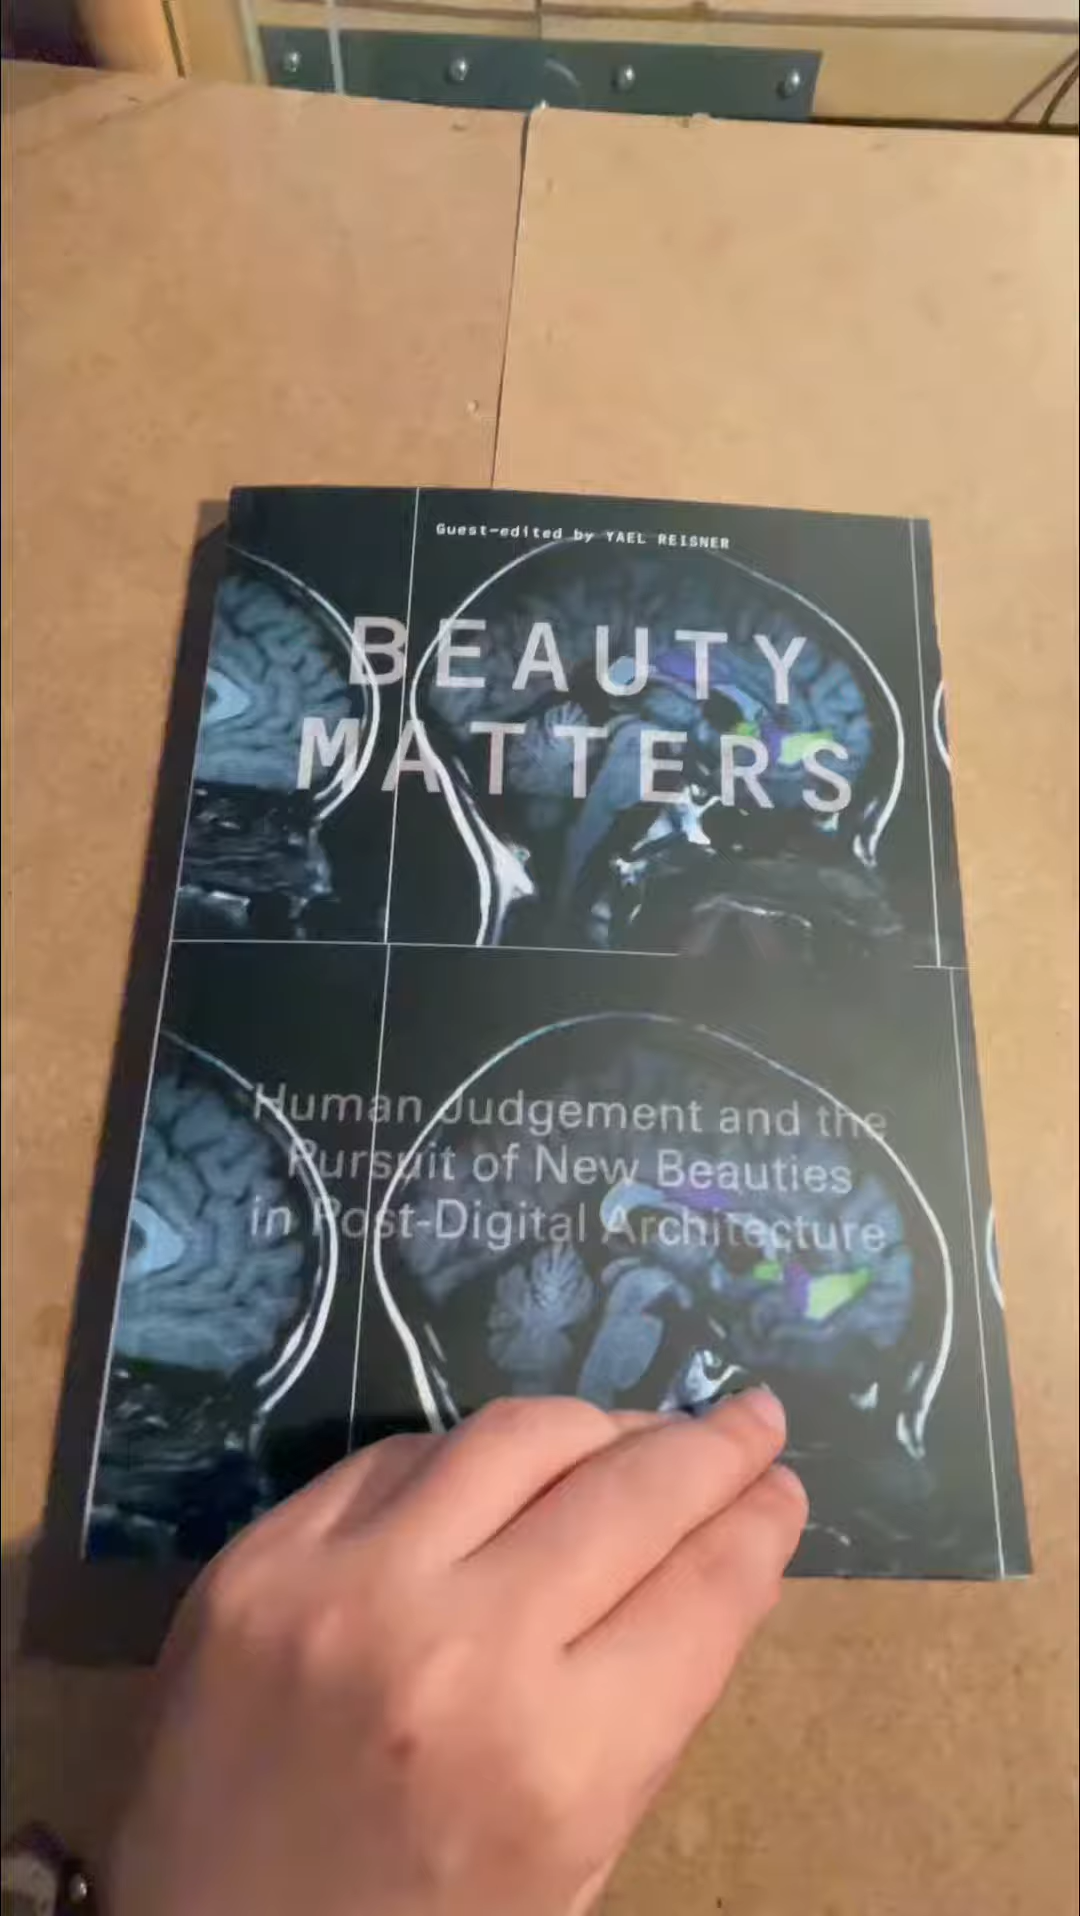 Guest-edited by YAEL REISNER
BEAUTY
MATTERS
Human Judgement and the
Pursuit of New Beauties
in Post-Digital Architecture